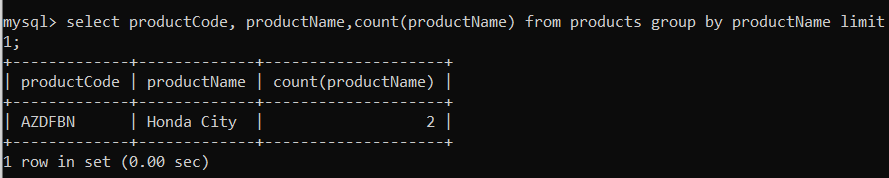 mysql> select productCode, productName,count(productName) from products group by productName limit
1;
+-------------+-------------+--------------------+
| productCode | productName | count(productName) |
+-------------+-------------+--------------------+
| AZDFBN      | Honda City  |                  2 |
+-------------+-------------+--------------------+
1 row in set (0.00 sec)